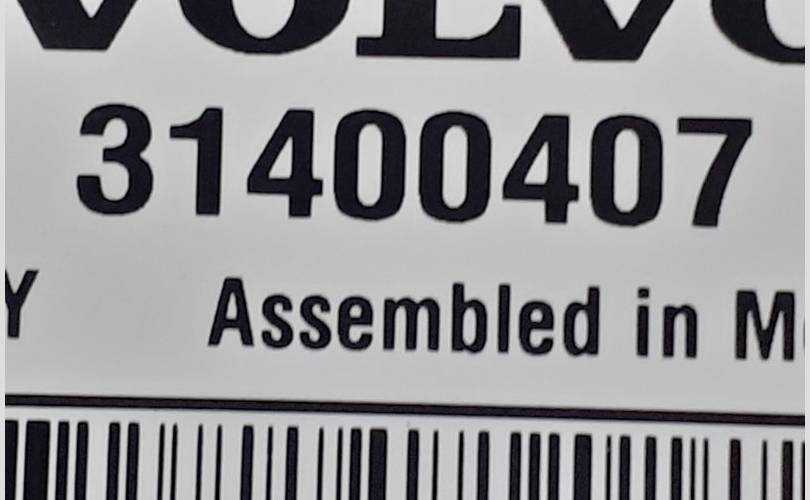 VOLVO
31400407
Y Assembled in M